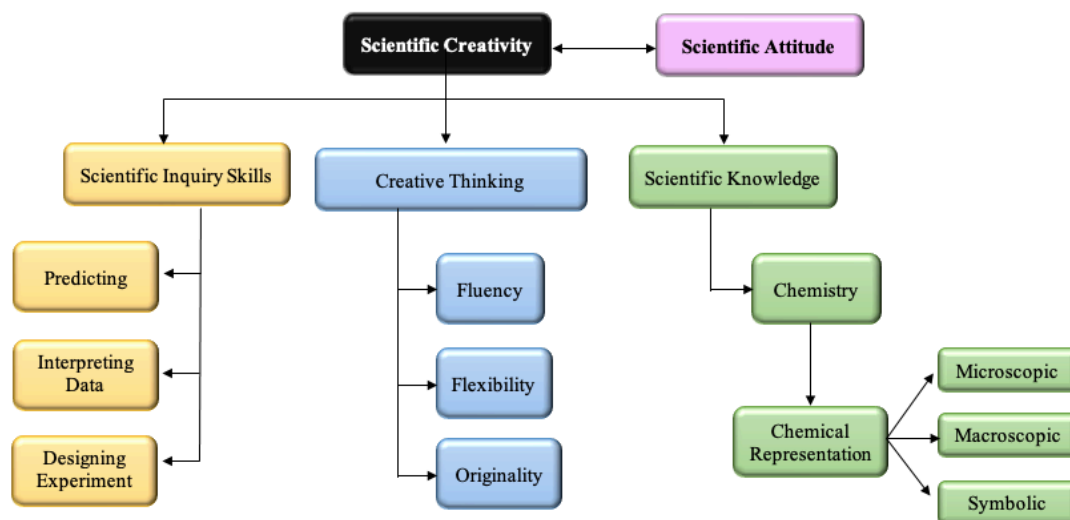 Scientific Creativity
Scientific Attitude
Scientific Inquiry Skills
Creative Thinking
Scientific Knowledge
Predicting
Fluency
Chemistry
Interpreting
Data
Flexibility
Microscopic
Chemical
Representation
Macroscopic
Designing
Experiment
Originality
Symbolic